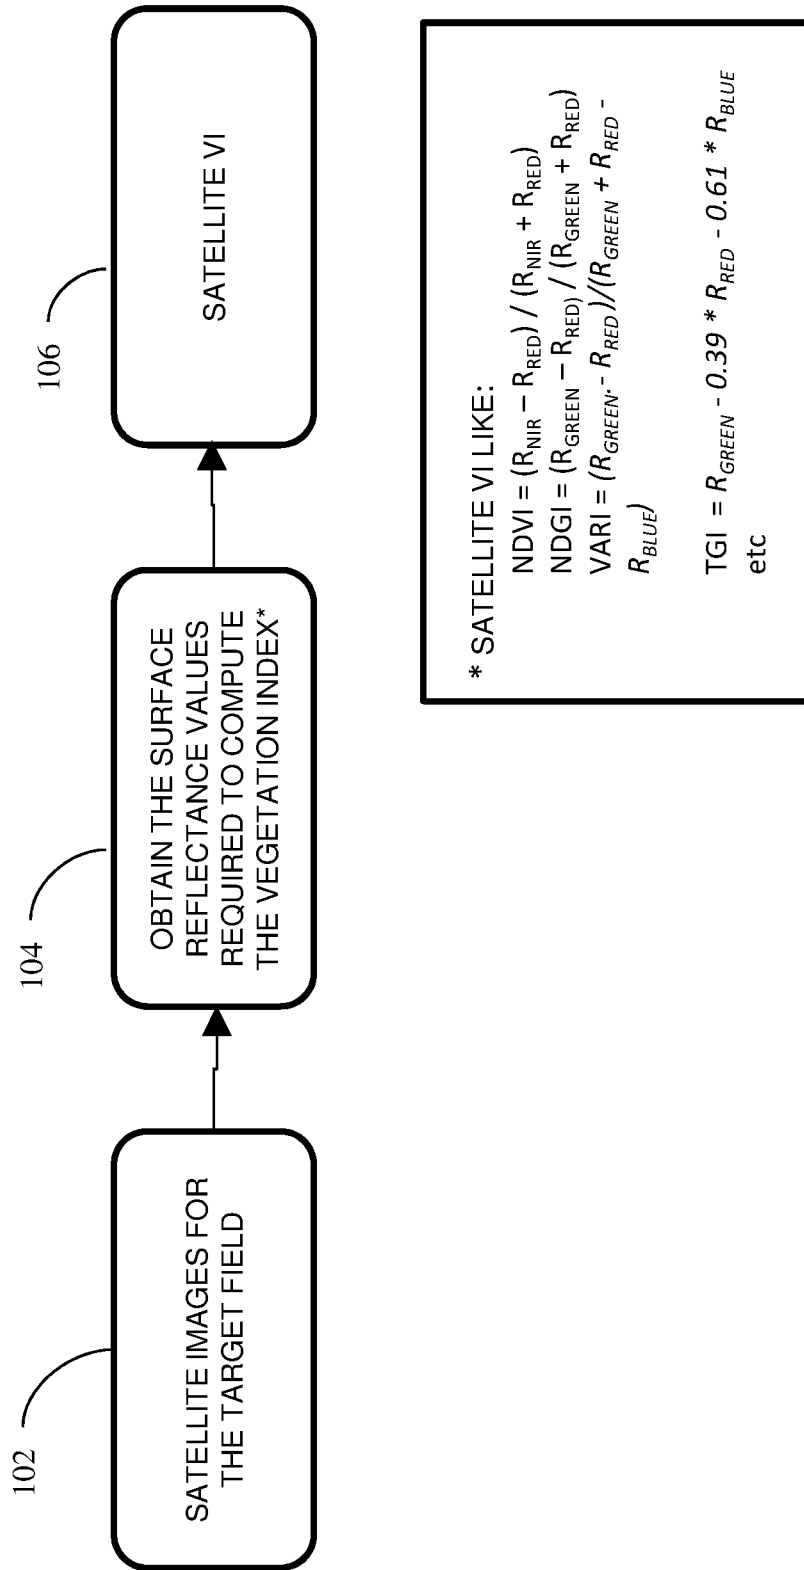 102
SATELLITE IMAGES FOR
THE TARGET FIELD
104
OBTAIN THE SURFACE
REFLECTANCE VALUES
REQUIRED TO COMPUTE
THE VEGETATION INDEX*
106
SATELLITE VI
* SATELLITE VI LIKE:
NDVI = (R_NIR – R_RED) / (R_NIR + R_RED)
NDGI = (R_GREEN – R_RED) / (R_GREEN + R_RED)
VARI = (R_GREEN.- R_RED )/(R_GREEN + R_RED -
R_BLUE)
TGI = R_GREEN - 0.39 * R_RED - 0.61 * R_BLUE
etc